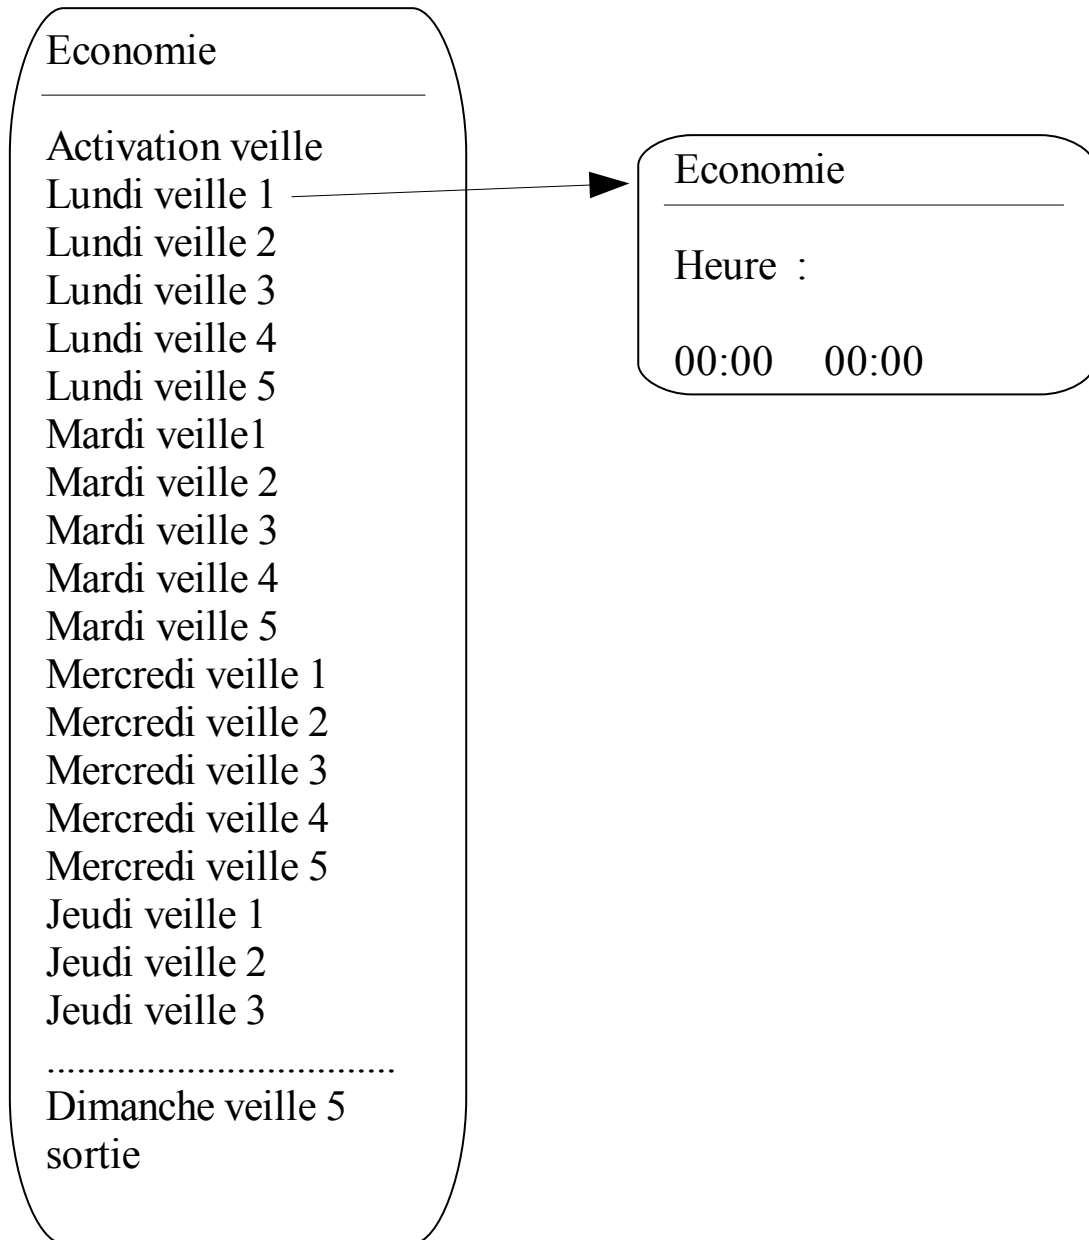 Economie
Activation veille
Lundi veille 1
Lundi veille 2
Lundi veille 3
Lundi veille 4
Lundi veille 5
Mardi veille1
Mardi veille 2
Mardi veille 3
Mardi veille 4
Mardi veille 5
Mercredi veille 1
Mercredi veille 2
Mercredi veille 3
Mercredi veille 4
Mercredi veille 5
Jeudi veille 1
Jeudi veille 2
Jeudi veille 3
..................................
Dimanche veille 5
sortie
Economie
Heure :
00:00 00:00